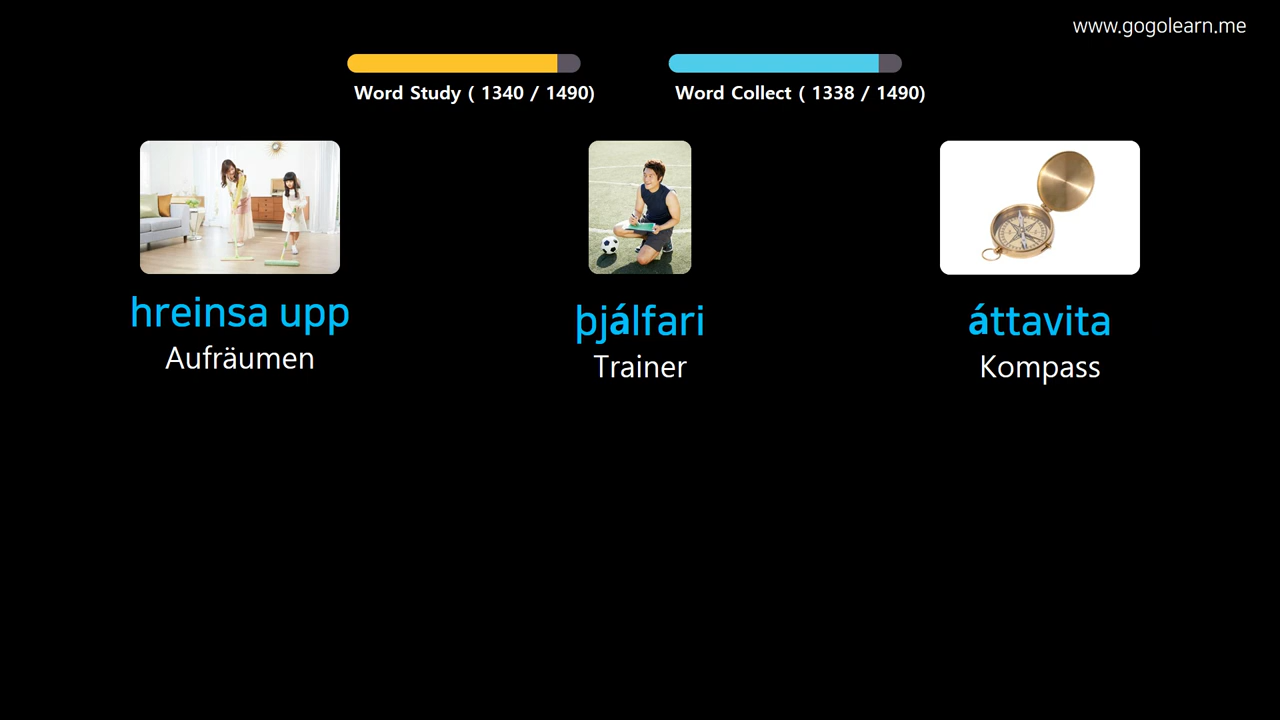 www.gogolearn.me
Word Study ( 1340 / 1490)
Word Collect ( 1338 / 1490)
hreinsa upp
Aufräumen
þjálfari
Trainer
áttavita
Kompass